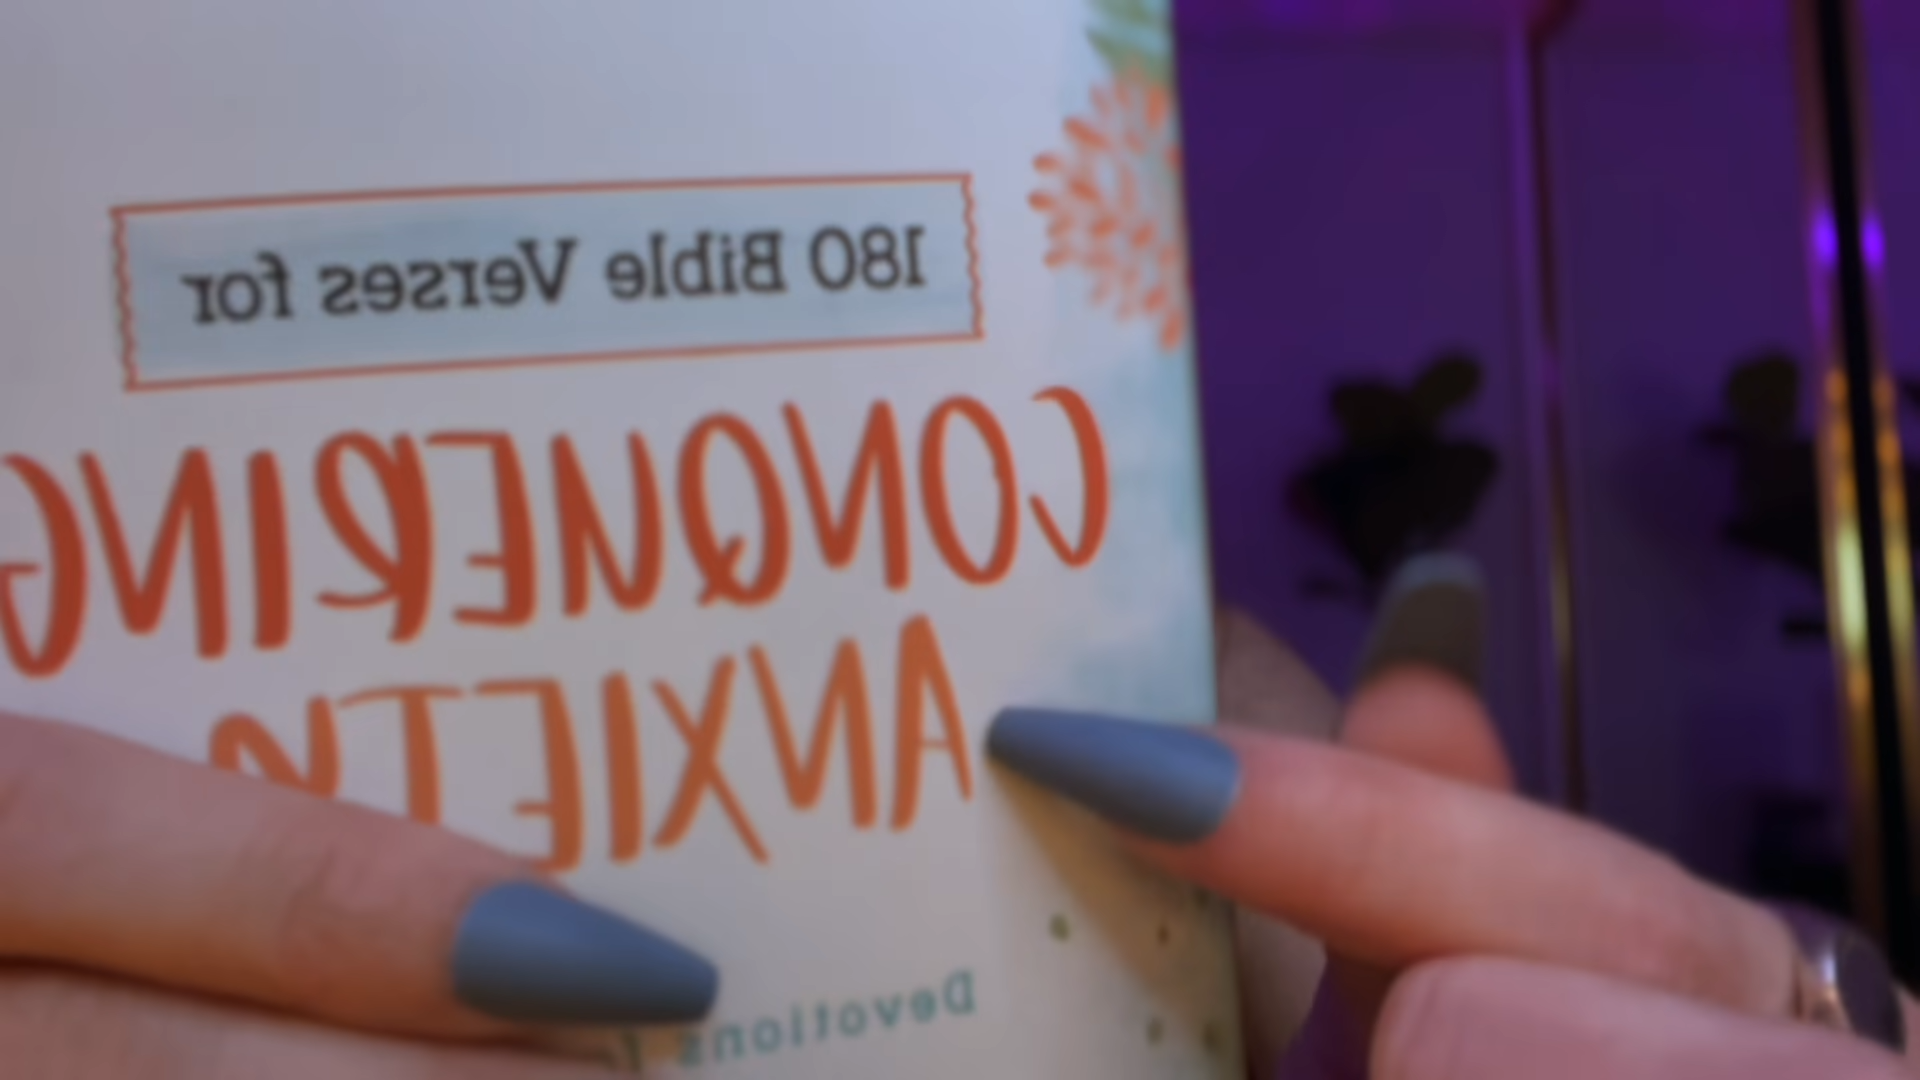 180 Bible Verses for
CONQUERING
ANXIETY
Devotions